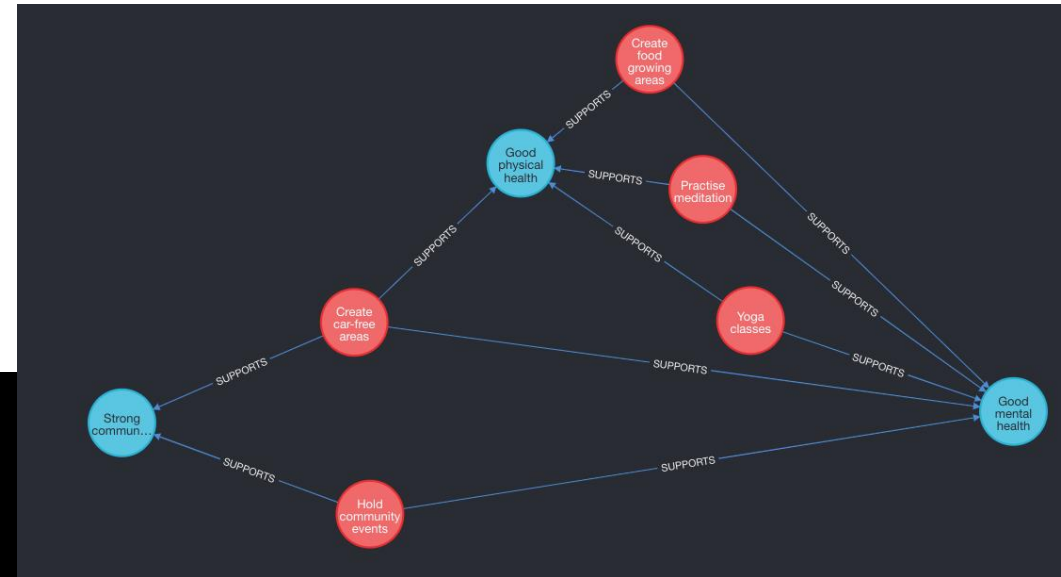 Create
food
growing
areas
SUPPORTS
Good
physical
health
SUPPORTS
Practise
meditation
SUPPORTS
SUPPORTS
SUPPORTS
SUPPORTS
Create
car-free
areas
Yoga
classes
SUPPORTS
SUPPORTS
SUPPORTS
Strong
commun...
Good
mental
health
SUPPORTS
SUPPORTS
Hold
community
events